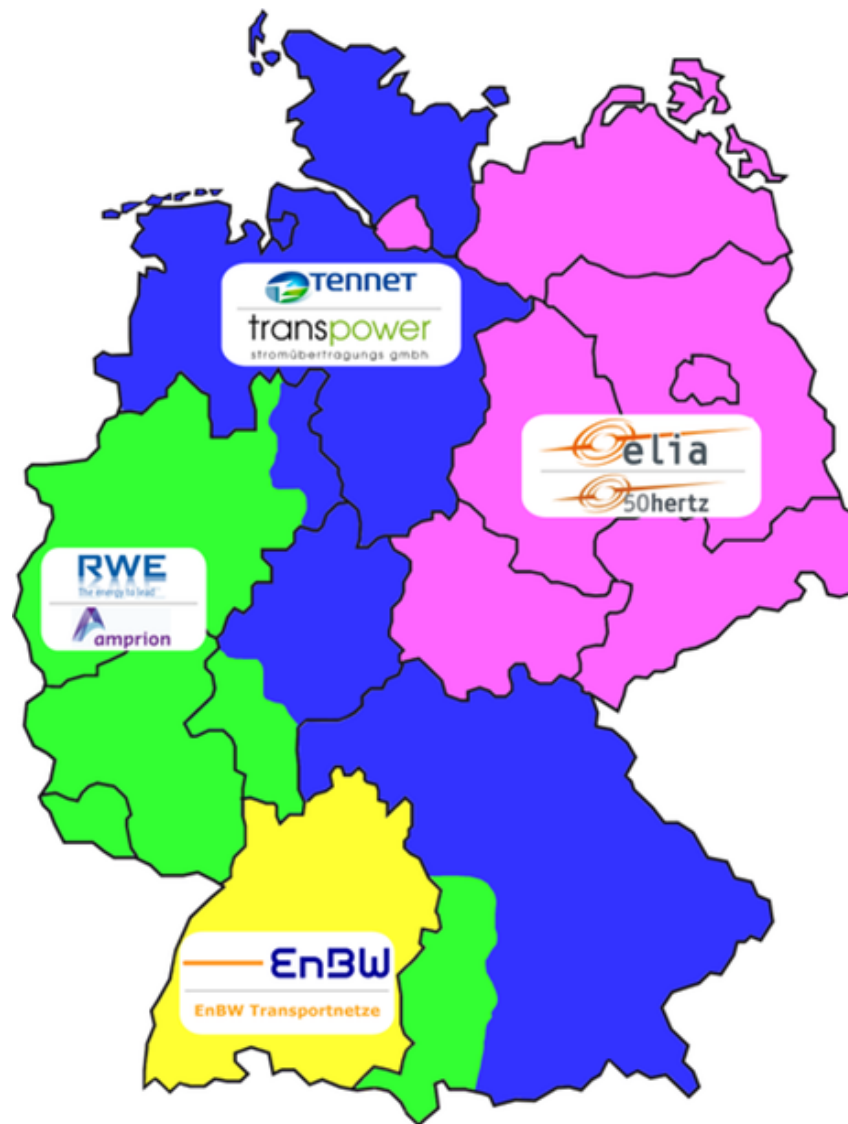 TenneT
transpower
stromübertragungs gmbh
elia
50hertz
RWE
The energy to lead
amprion
EnBW
EnBW Transportnetze